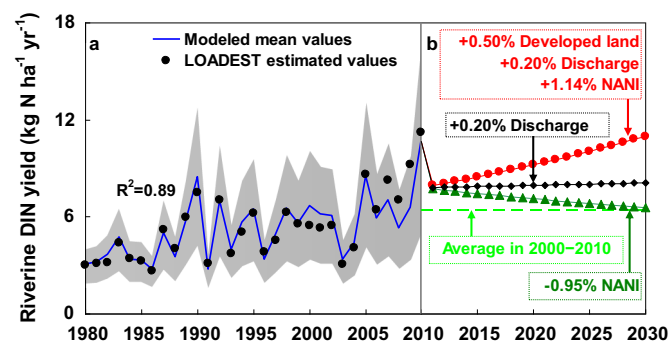 Riverine DIN yield (kg N ha⁻¹ yr⁻¹)
18
12
6
0
a
Modeled mean values
LOADEST estimated values
R²=0.89
b
+0.50% Developed land
+0.20% Discharge
+1.14% NANI
+0.20% Discharge
Average in 2000−2010
-0.95% NANI
1980 1985 1990 1995 2000 2005 2010 2015 2020 2025 2030